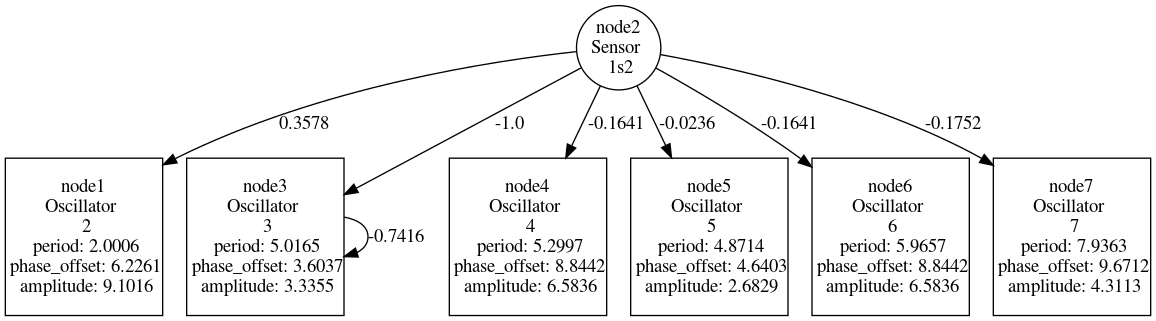 node2
Sensor
1s2
0.3578
-1.0
-0.1641
-0.0236
-0.1641
-0.1752
node1
Oscillator
2
period: 2.0006
phase_offset: 6.2261
amplitude: 9.1016
node3
Oscillator
3
period: 5.0165
phase_offset: 3.6037
amplitude: 3.3355
-0.7416
node4
Oscillator
4
period: 5.2997
phase_offset: 8.8442
amplitude: 6.5836
node5
Oscillator
5
period: 4.8714
phase_offset: 4.6403
amplitude: 2.6829
node6
Oscillator
6
period: 5.9657
phase_offset: 8.8442
amplitude: 6.5836
node7
Oscillator
7
period: 7.9363
phase_offset: 9.6712
amplitude: 4.3113